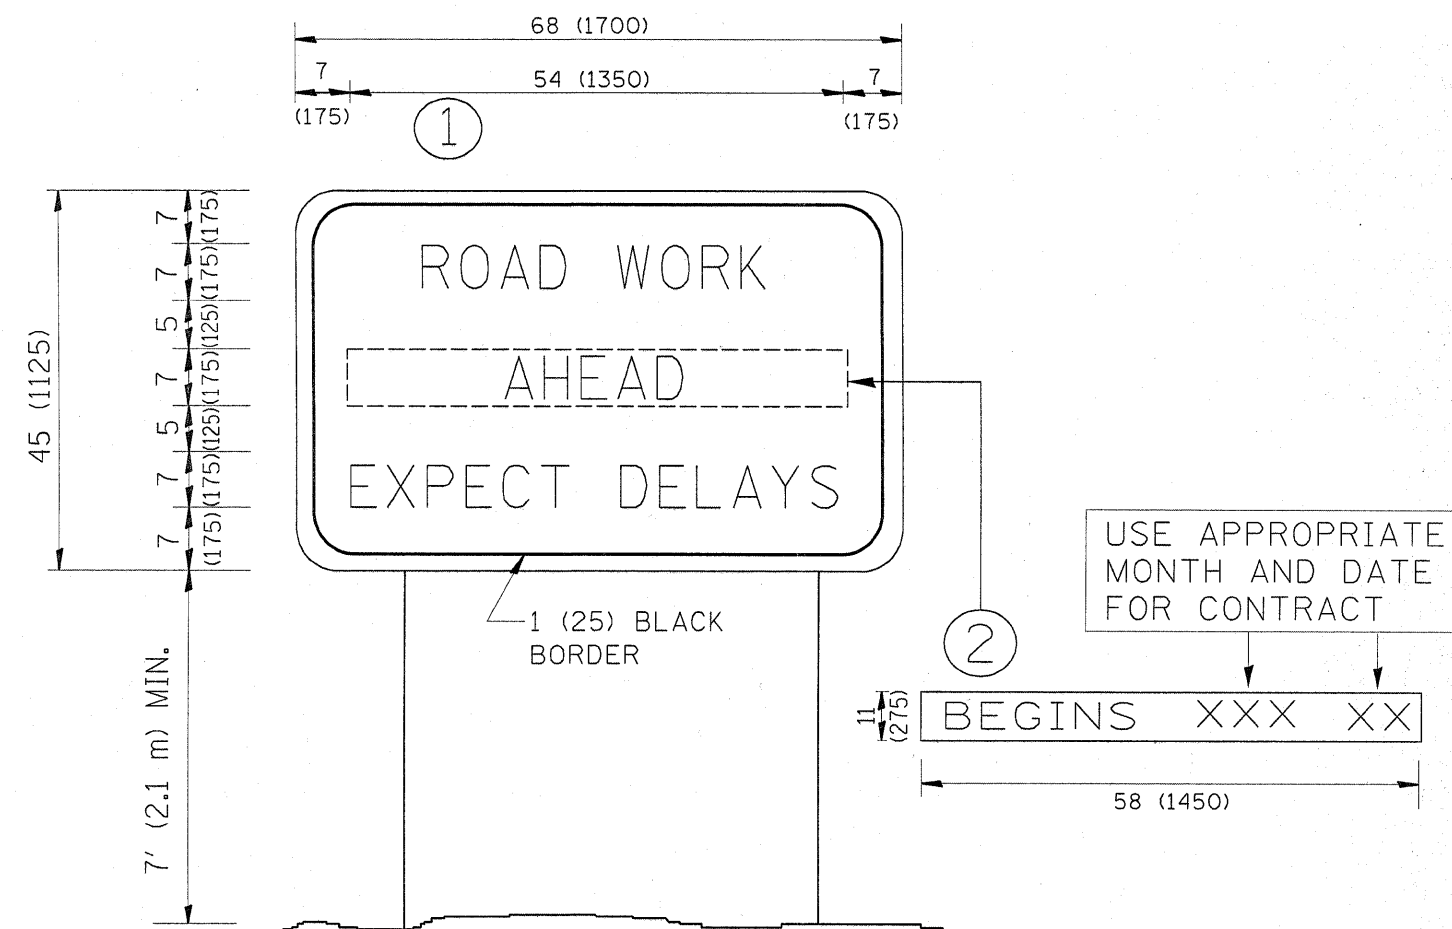 68 (1700)
7 54 (1350) 7
(175) (175)
1
45 (1125)
7 (175)
7 (175)
5 (125)
7 (175)
5 (125)
7 (175)
7 (175)
ROAD WORK
AHEAD
EXPECT DELAYS
1 (25) BLACK
BORDER
7' (2.1 m) MIN.
USE APPROPRIATE
MONTH AND DATE
FOR CONTRACT
2
11
(275)
BEGINS XXX XX
58 (1450)